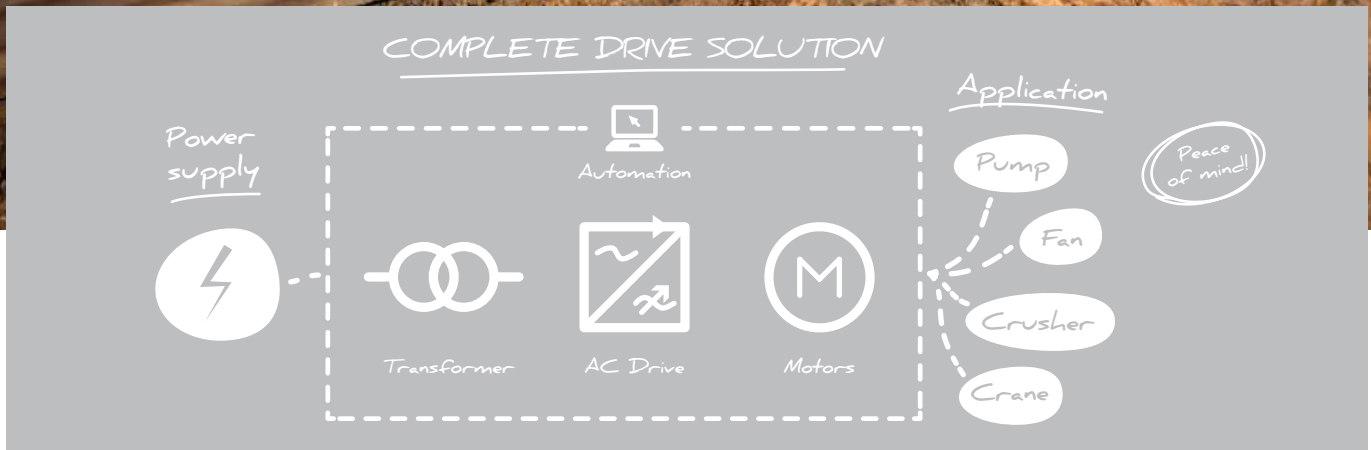 COMPLETE DRIVE SOLUTION
Application
Power
supply
Automation
Pump
Peace
of mind!!
Fan
M
Crusher
Transformer
AC Drive
Motors
Crane